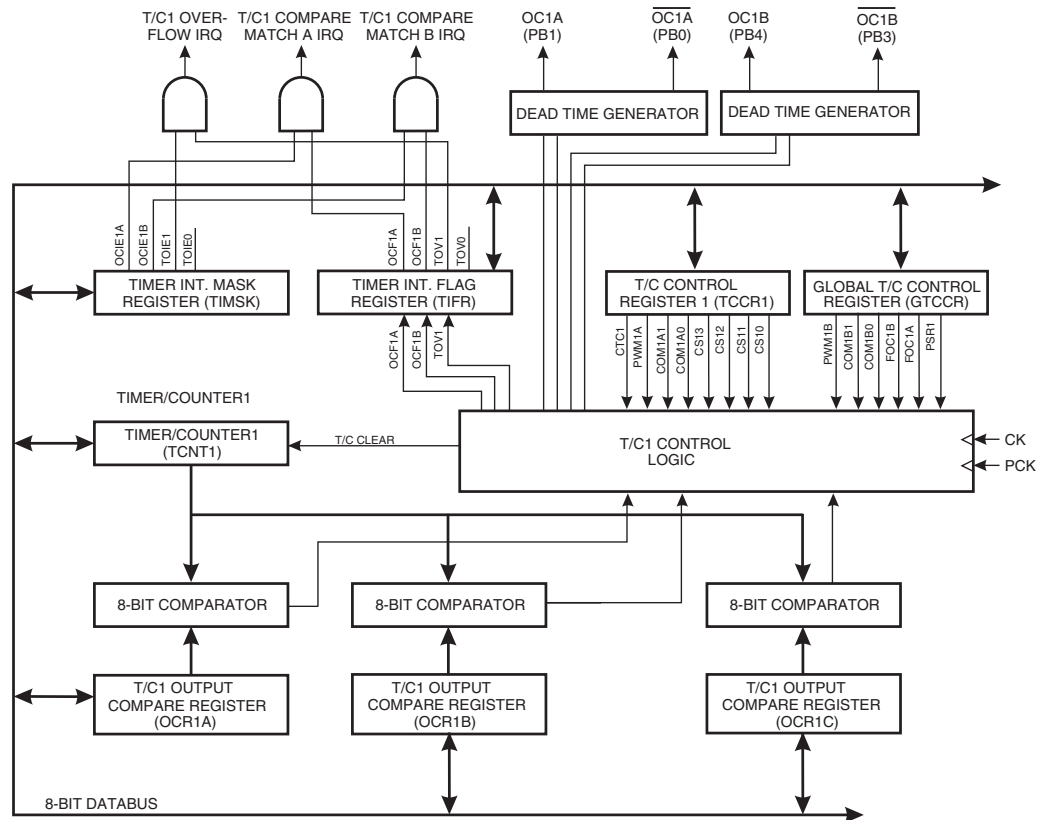 T/C1 OVER-
FLOW IRQ
T/C1 COMPARE
MATCH A IRQ
T/C1 COMPARE
MATCH B IRQ
OC1A
(PB1)
OC1A
(PB0)
OC1B
(PB4)
OC1B
(PB3)
DEAD TIME GENERATOR
DEAD TIME GENERATOR
OCIE1A
OCIE1B
TOIE1
TOIE0
OCF1A
OCF1B
TOV1
TOV0
TIMER INT. MASK
REGISTER (TIMSK)
TIMER INT. FLAG
REGISTER (TIFR)
T/C CONTROL
REGISTER 1 (TCCR1)
GLOBAL T/C CONTROL
REGISTER (GTCCR)
OCF1A
OCF1B
TOV1
CTC1
PWM1A
COM1A1
COM1A0
CS13
CS12
CS11
CS10
PWM1B
COM1B1
COM1B0
FOC1B
FOC1A
PSR1
TIMER/COUNTER1
TIMER/COUNTER1
(TCNT1)
T/C CLEAR
T/C1 CONTROL
LOGIC
CK
PCK
8-BIT COMPARATOR
8-BIT COMPARATOR
8-BIT COMPARATOR
T/C1 OUTPUT
COMPARE REGISTER
(OCR1A)
T/C1 OUTPUT
COMPARE REGISTER
(OCR1B)
T/C1 OUTPUT
COMPARE REGISTER
(OCR1C)
8-BIT DATABUS